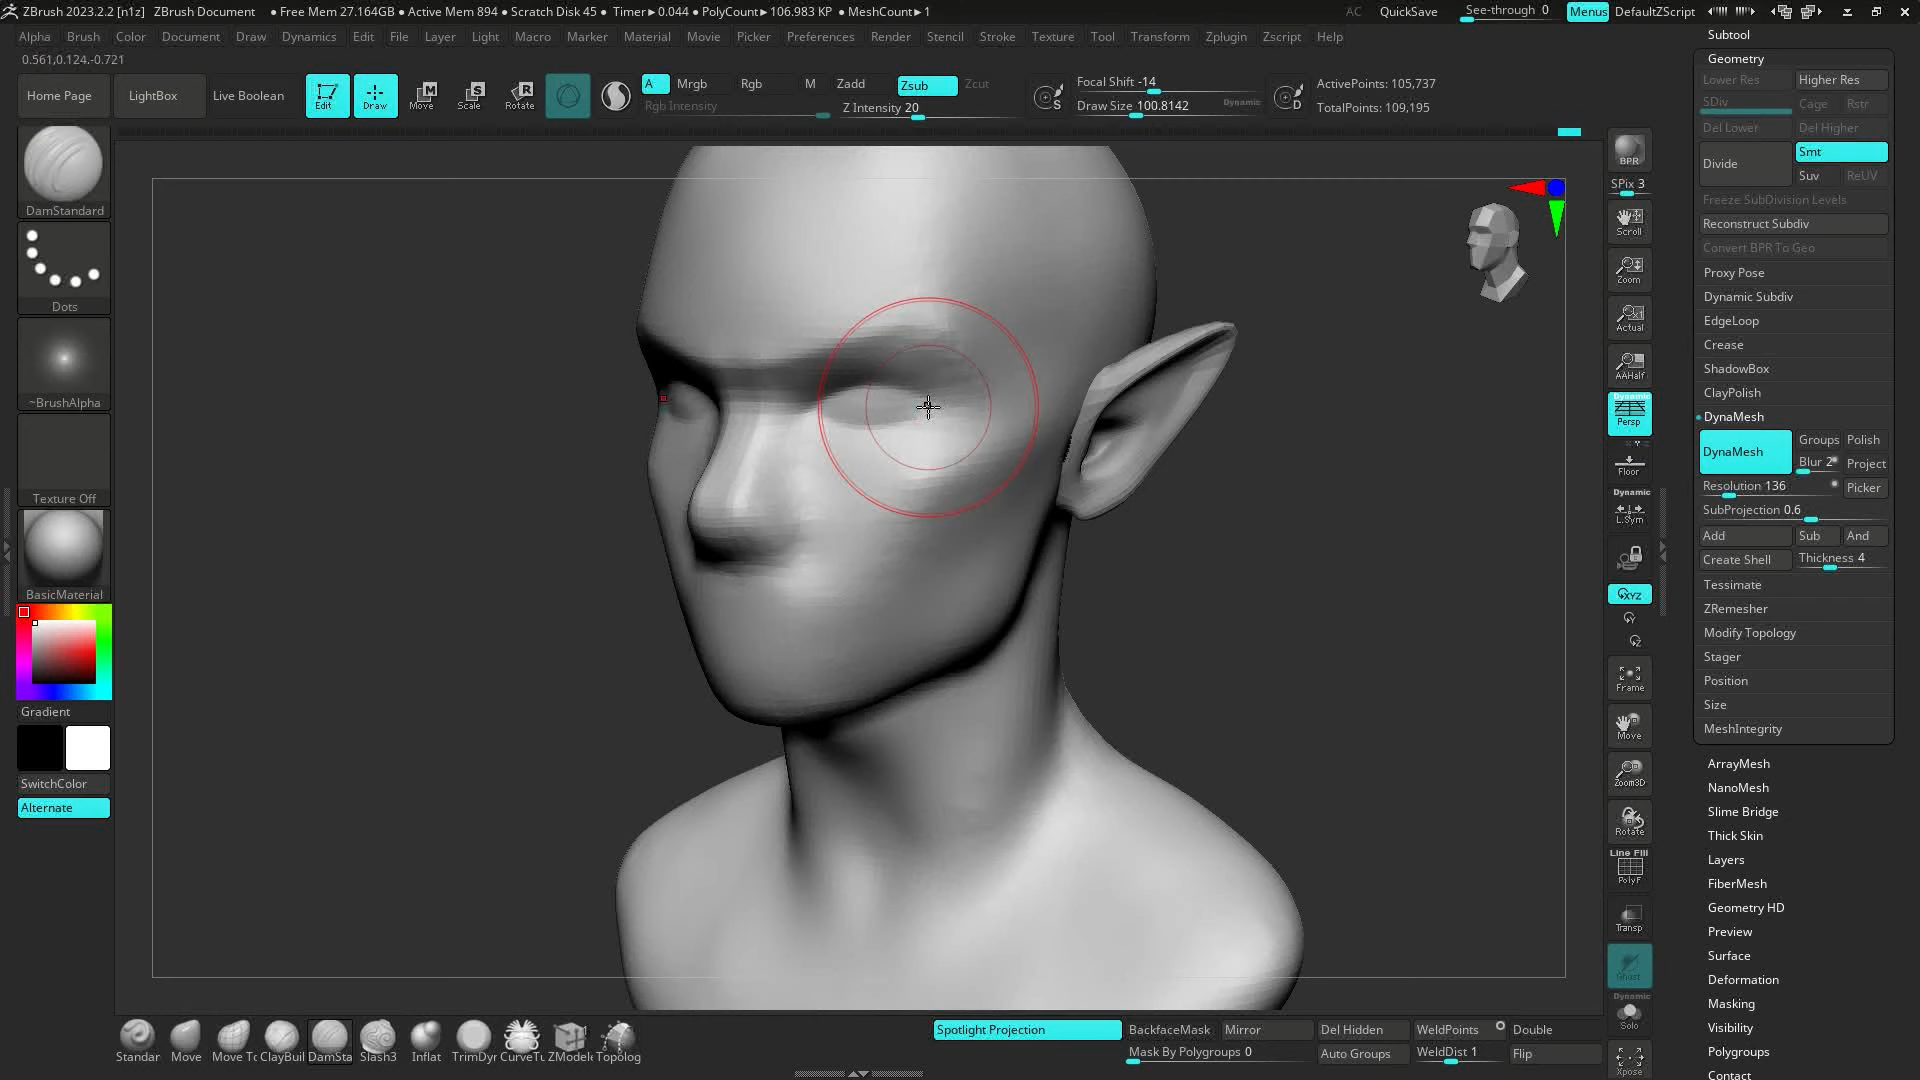 ZBrush 2023.2.2 [n1z] ZBrush Document ● Free Mem 27.164GB ● Active Mem 894 ● Scratch Disk 45 ● Timer►0.044 ● PolyCount►106.983 KP ● MeshCount►1 AC QuickSave See-through 0 Menus DefaultZScript
Alpha Brush Color Document Draw Dynamics Edit File Layer Light Macro Marker Material Movie Picker Preferences Render Stencil Stroke Texture Tool Transform Zplugin Zscript Help
0.561,0.124,-0.721
Home Page LightBox Live Boolean Edit Draw Move Scale Rotate
A Mrgb Rgb M Zadd Zsub Zcut
Rgb Intensity Z Intensity 20
Focal Shift -14
Draw Size 100.8142 Dynamic
ActivePoints: 105,737
TotalPoints: 109,195
DamStandard
Dots
~BrushAlpha
Texture Off
BasicMaterial
Gradient
SwitchColor
Alternate
BPR
SPix 3
Scroll
Zoom
Actual
AAHalf
Dynamic
Persp
Floor
Dynamic
L.Sym
XYZ
Y
Z
Frame
Move
Zoom3D
Rotate
Line Fill
PolyF
Transp
Ghost
Dynamic
Solo
Xpose
Subtool
Geometry
Lower Res Higher Res
SDiv Cage Rstr
Del Lower Del Higher
Divide Smt
Suv ReUV
Freeze SubDivision Levels
Reconstruct Subdiv
Convert BPR To Geo
Proxy Pose
Dynamic Subdiv
EdgeLoop
Crease
ShadowBox
ClayPolish
DynaMesh
DynaMesh Groups Polish
Blur 2 Project
Resolution 136 Picker
SubProjection 0.6
Add Sub And
Create Shell Thickness 4
Tessimate
ZRemesher
Modify Topology
Stager
Position
Size
MeshIntegrity
ArrayMesh
NanoMesh
Slime Bridge
Thick Skin
Layers
FiberMesh
Geometry HD
Preview
Surface
Deformation
Masking
Visibility
Polygroups
Contact
Standar Move Move To ClayBuil DamSta Slash3 Inflat TrimDyn CurveTu ZModele Topolog
Spotlight Projection BackfaceMask Mirror Del Hidden WeldPoints Double
Mask By Polygroups 0 Auto Groups WeldDist 1 Flip